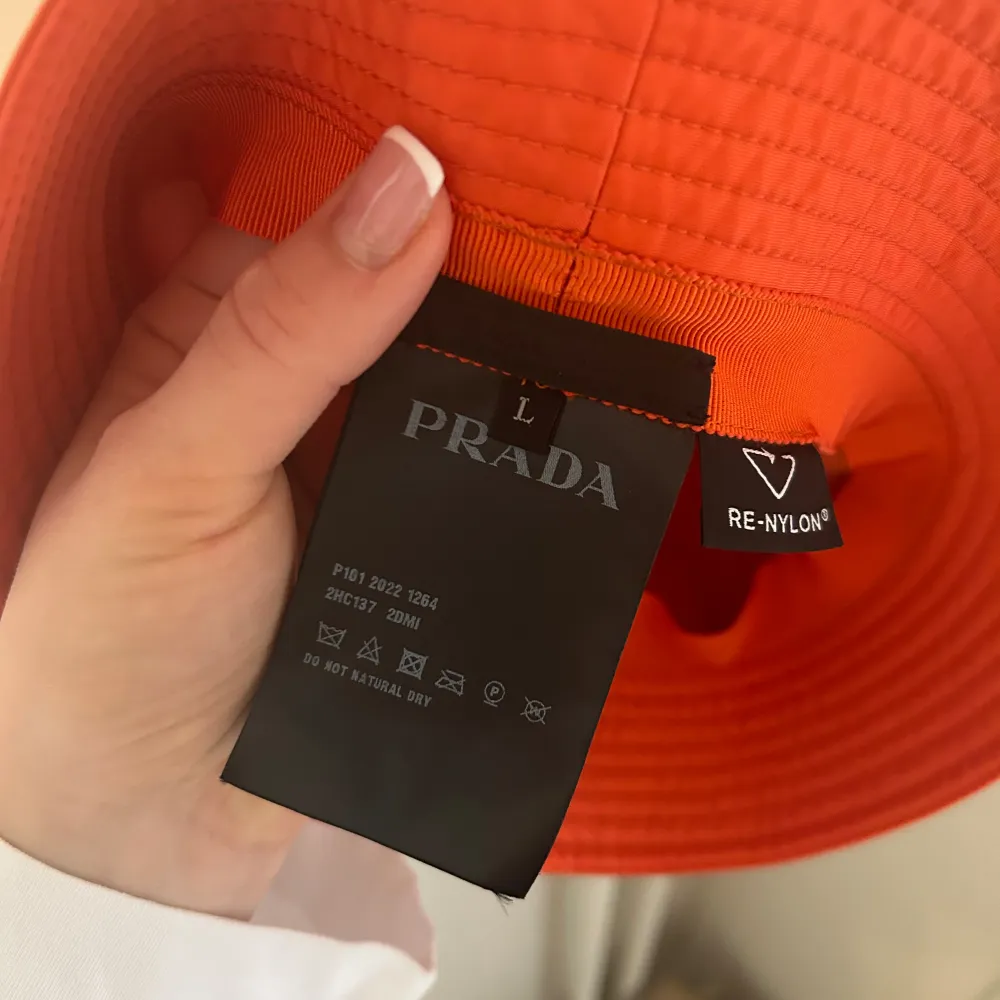 L
PRADA
RE-NYLON®
P101 2022 1264
2HC137 2DMI
P
W
DO NOT NATURAL DRY